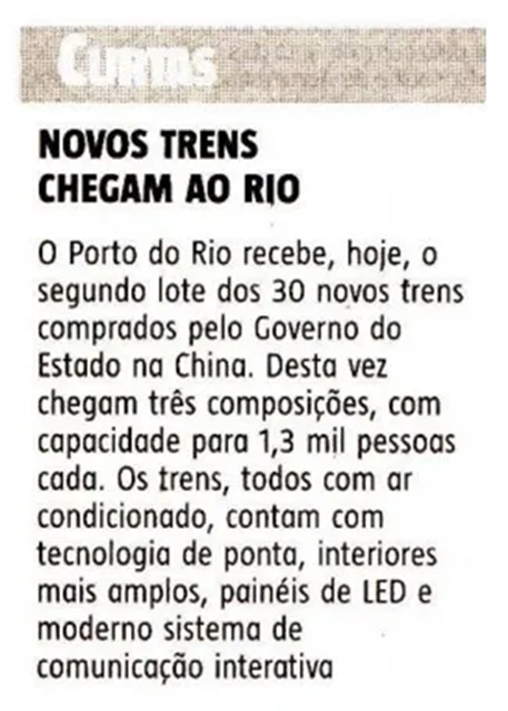 CURTAS
NOVOS TRENS
CHEGAM AO RIO
O Porto do Rio recebe, hoje, o
segundo lote dos 30 novos trens
comprados pelo Governo do
Estado na China. Desta vez
chegam três composições, com
capacidade para 1,3 mil pessoas
cada. Os trens, todos com ar
condicionado, contam com
tecnologia de ponta, interiores
mais amplos, painéis de LED e
moderno sistema de
comunicação interativa